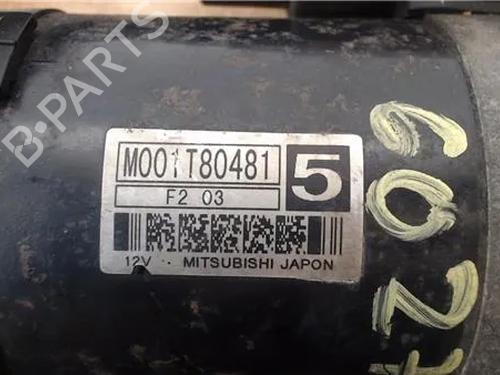 B-PARTS
M001T80481
5
F2 03
12V · MITSUBISHI JAPON